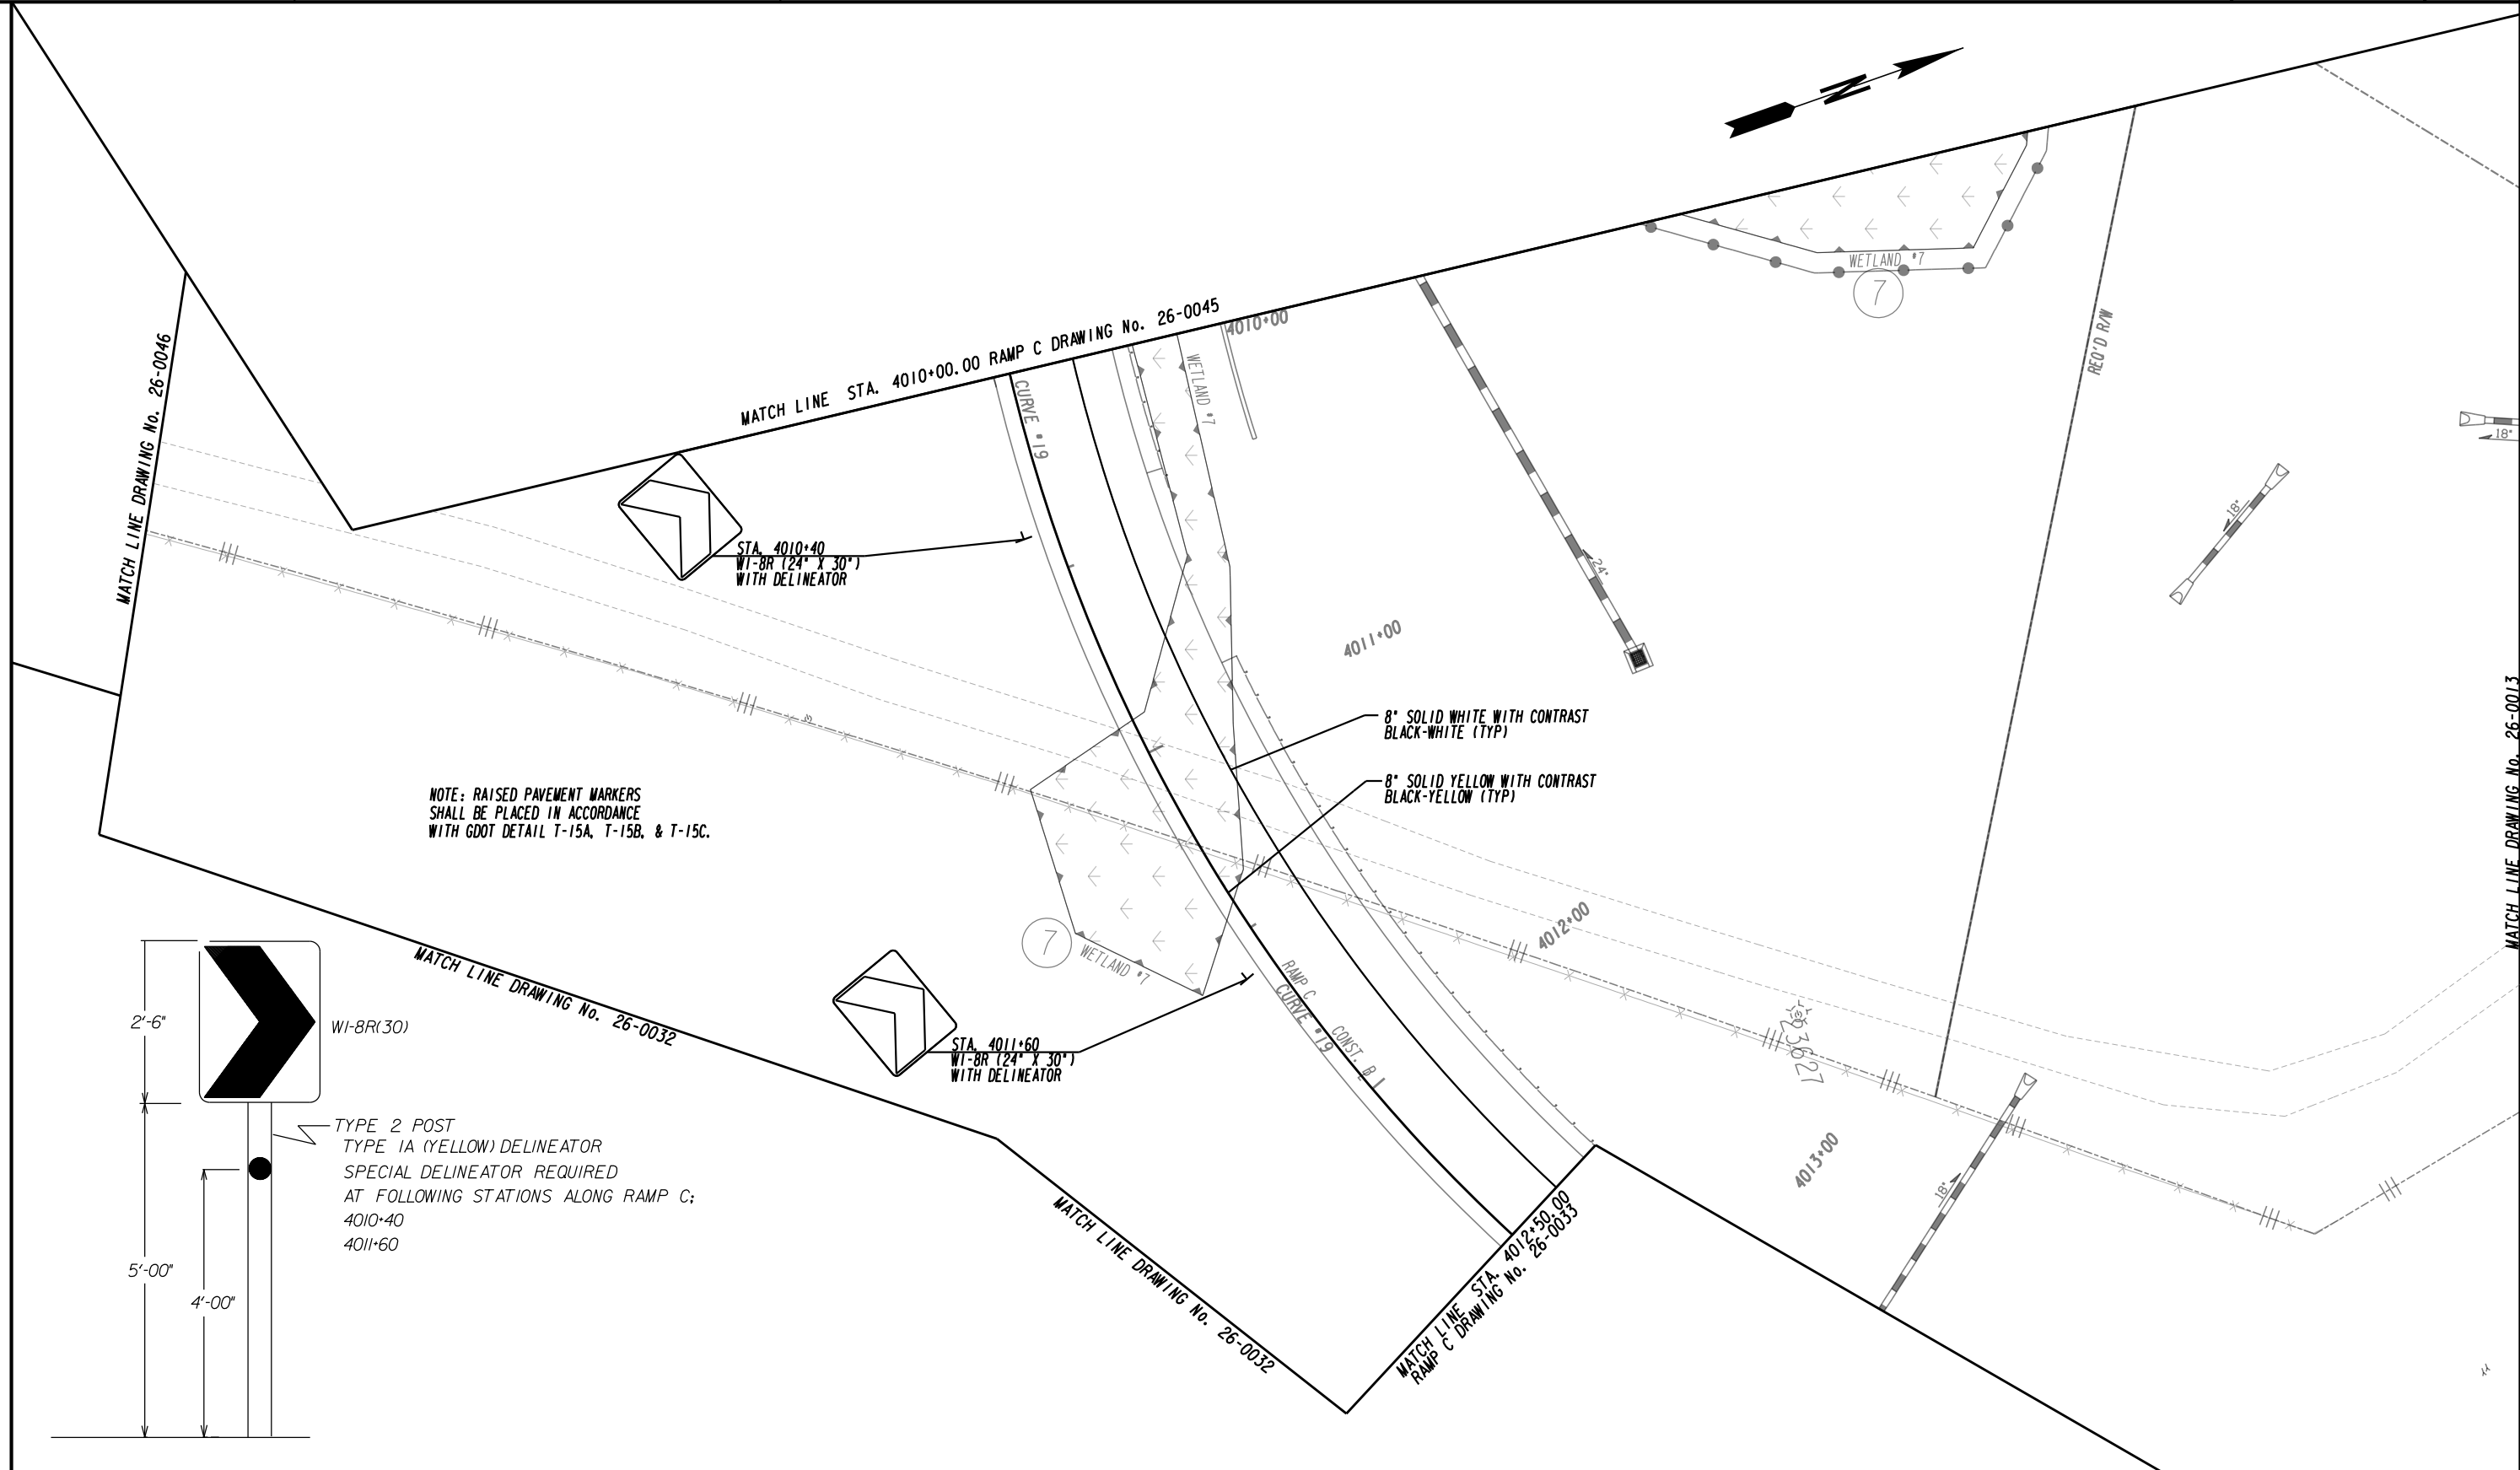 N
MATCH LINE DRAWING No. 26-0046
MATCH LINE STA. 4010+00.00 RAMP C DRAWING No. 26-0045
4010+00
WETLAND #7
7
REQ'D R/W
CURVE #19
WETLAND #7
18"
18"
24"
STA. 4010+40
W1-8R (24" X 30")
WITH DELINEATOR
4011+00
8" SOLID WHITE WITH CONTRAST
BLACK-WHITE (TYP)
8" SOLID YELLOW WITH CONTRAST
BLACK-YELLOW (TYP)
MATCH LINE DRAWING No. 26-0013
NOTE: RAISED PAVEMENT MARKERS
SHALL BE PLACED IN ACCORDANCE
WITH GDOT DETAIL T-15A, T-15B, & T-15C.
4012+00
7
WETLAND #7
MATCH LINE DRAWING No. 26-0032
RAMP C CONST. BL
CURVE #19
STA. 4011+60
W1-8R (24" X 30")
WITH DELINEATOR
4013+00
18"
2'-6"
W1-8R(30)
TYPE 2 POST
TYPE 1A (YELLOW) DELINEATOR
SPECIAL DELINEATOR REQUIRED
AT FOLLOWING STATIONS ALONG RAMP C;
4010+40
4011+60
5'-00"
4'-00"
MATCH LINE DRAWING No. 26-0032
MATCH LINE STA. 4012+50.00
RAMP C DRAWING No. 26-0033